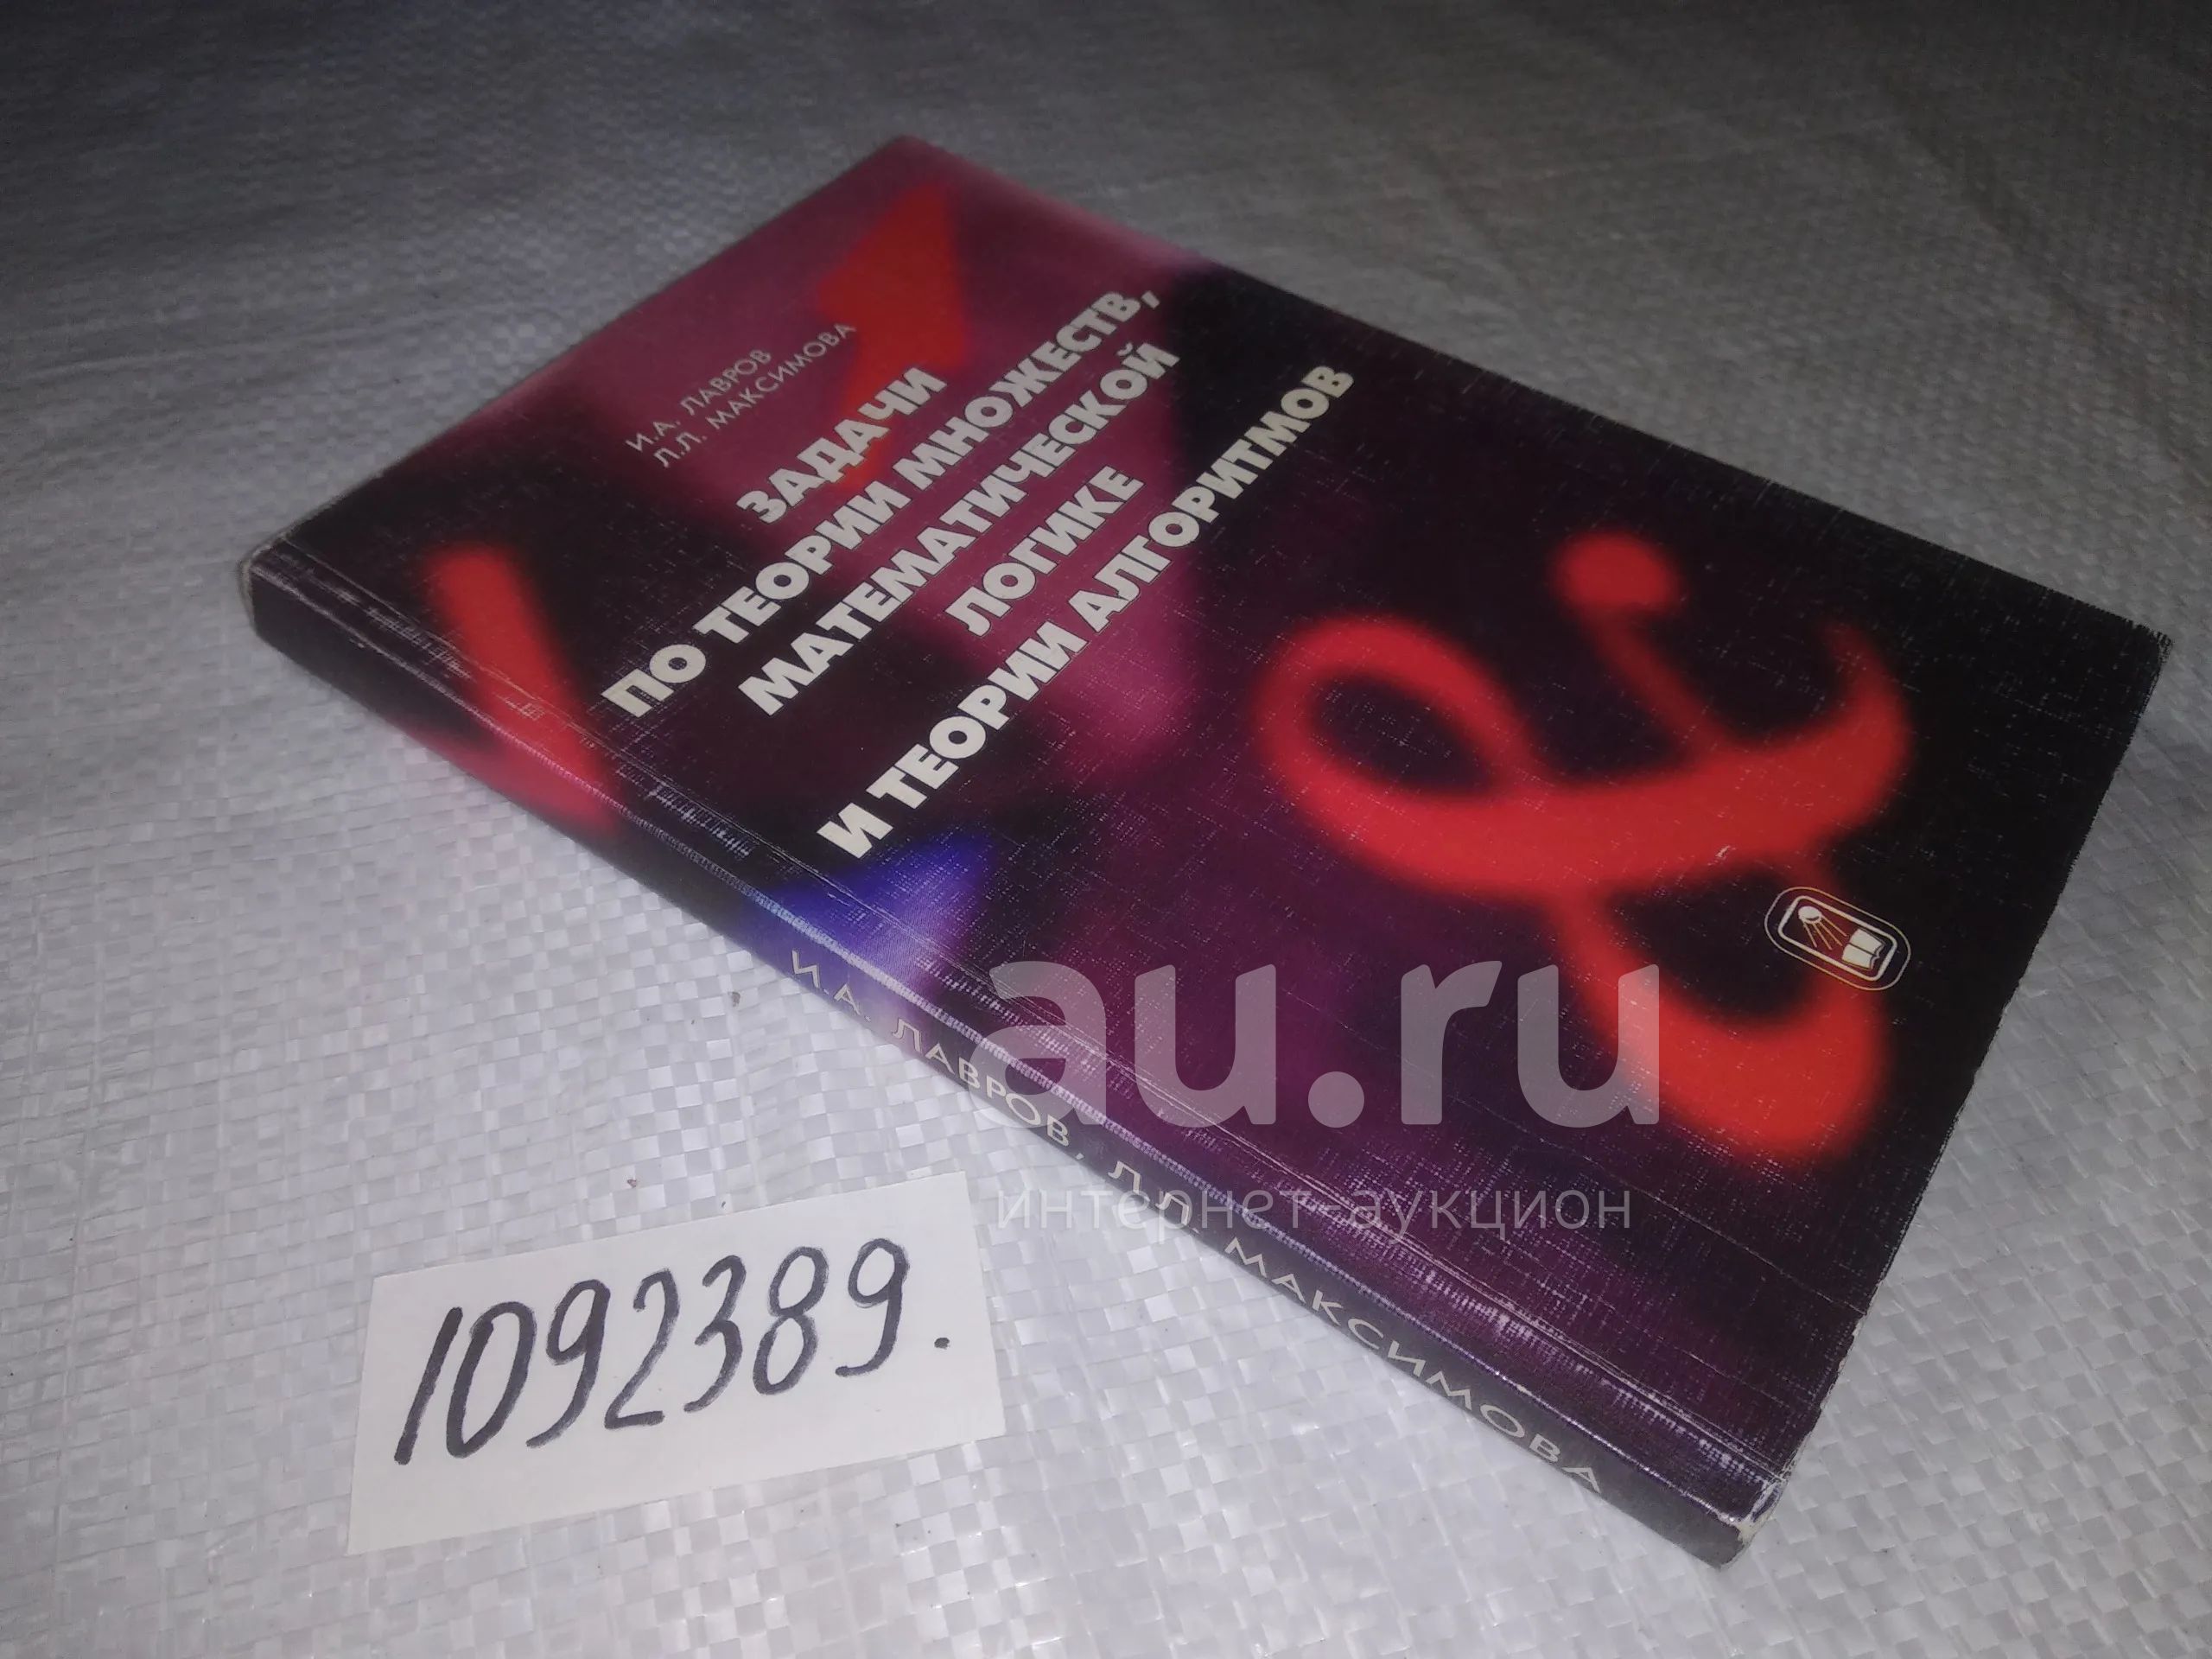 И.А. ЛАВРОВ
Л.Л. МАКСИМОВА
ЗАДАЧИ
ПО ТЕОРИИ МНОЖЕСТВ,
МАТЕМАТИЧЕСКОЙ
ЛОГИКЕ
И ТЕОРИИ АЛГОРИТМОВ
И.А. ЛАВРОВ, Л.Л. МАКСИМОВА
au.ru
интернет-аукцион
1092389.